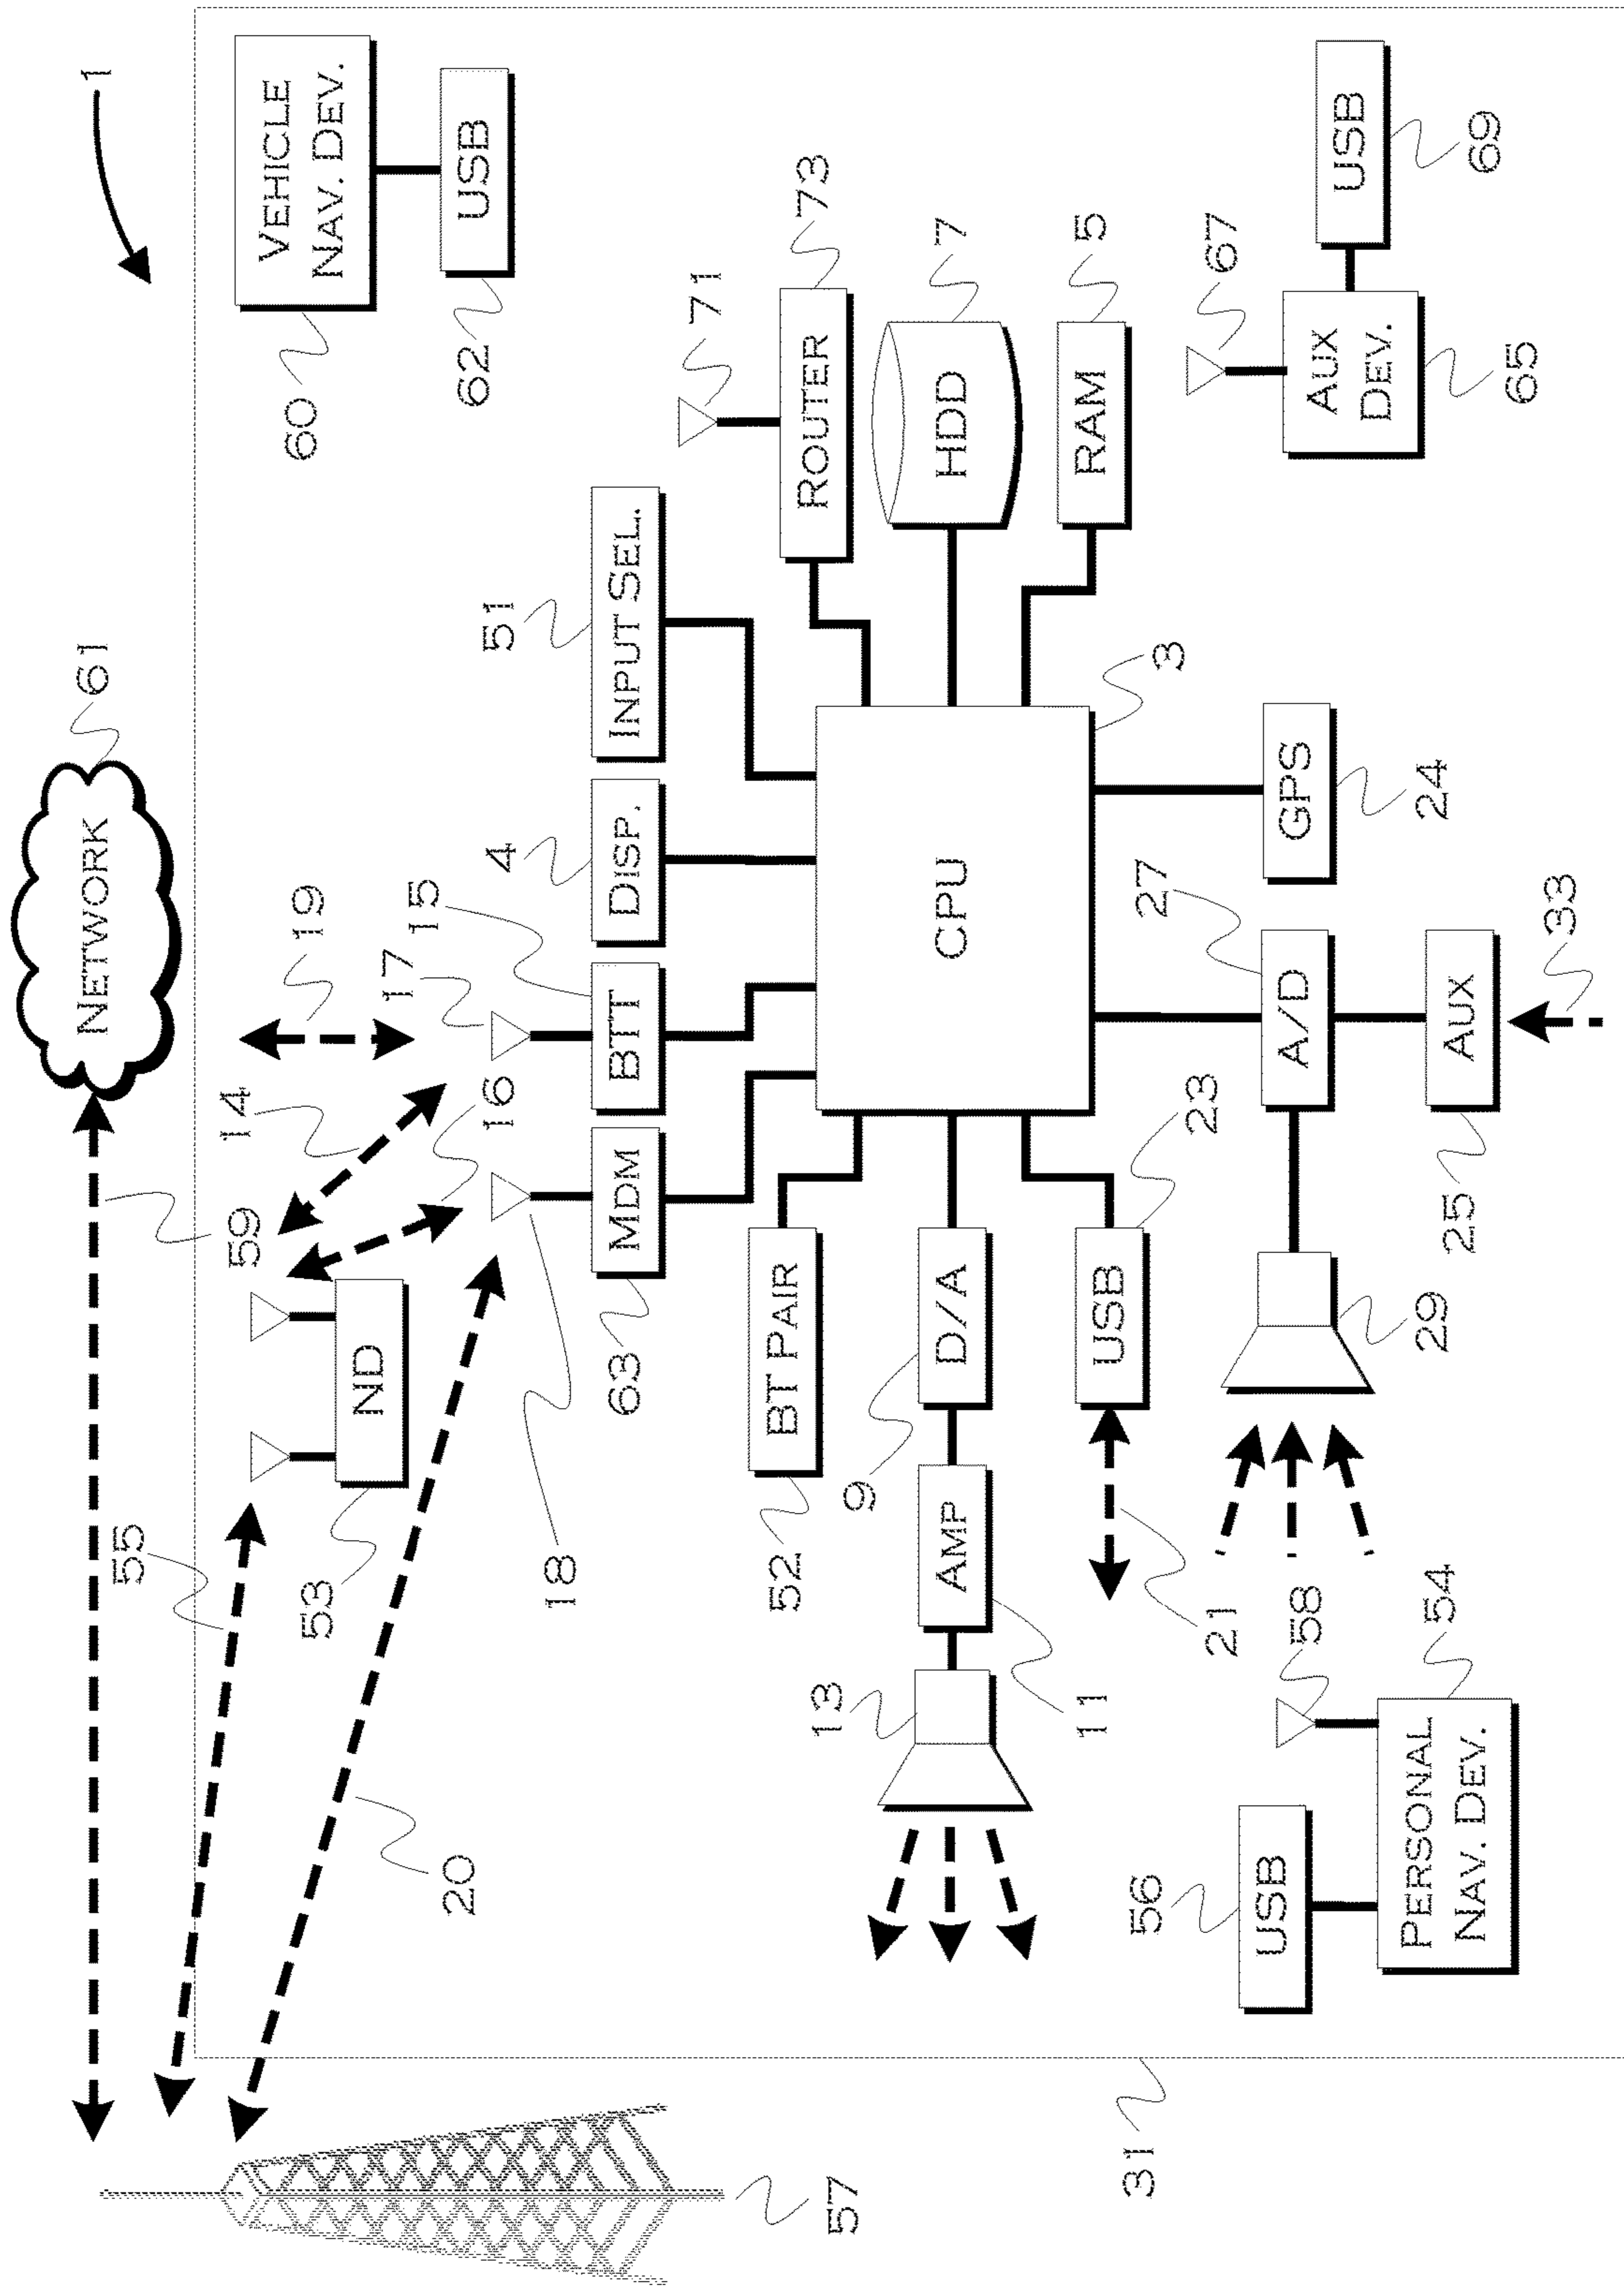 1
NETWORK
61
59
55
VEHICLE
NAV. DEV.
60
USB
62
57
31
20
53
ND
14
19
16
17
15
18
63
MDM
BTT
4
DISP.
51
INPUT SEL.
71
ROUTER
73
52
BT PAIR
13
AMP
11
9
D/A
CPU
3
HDD
7
RAM
5
21
USB
23
29
27
A/D
AUX
25
33
GPS
24
56
USB
58
54
PERSONAL
NAV. DEV.
67
AUX
DEV.
65
USB
69